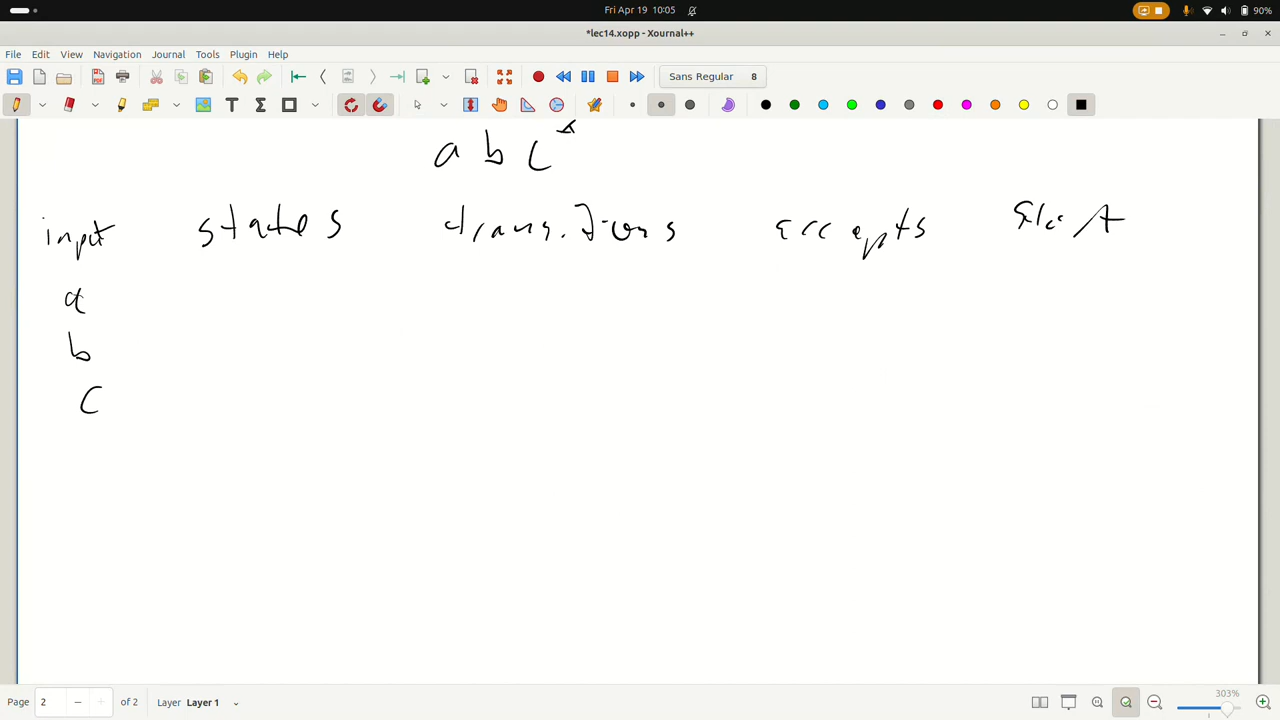 Fri Apr 19 10:05
90%
*lec14.xopp - Xournal++
File Edit View Navigation Journal Tools Plugin Help
Sans Regular 8
a b c*
input states transitions accepts start
a
b
c
Page 2 of 2 Layer Layer 1
303%